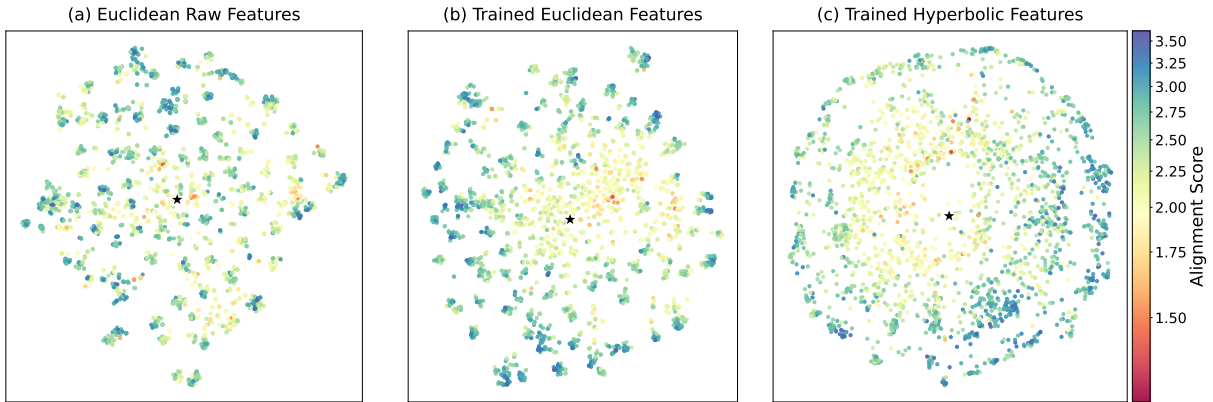 (a) Euclidean Raw Features
(b) Trained Euclidean Features
(c) Trained Hyperbolic Features
3.50
3.25
3.00
2.75
2.50
2.25
2.00
1.75
1.50
Alignment Score